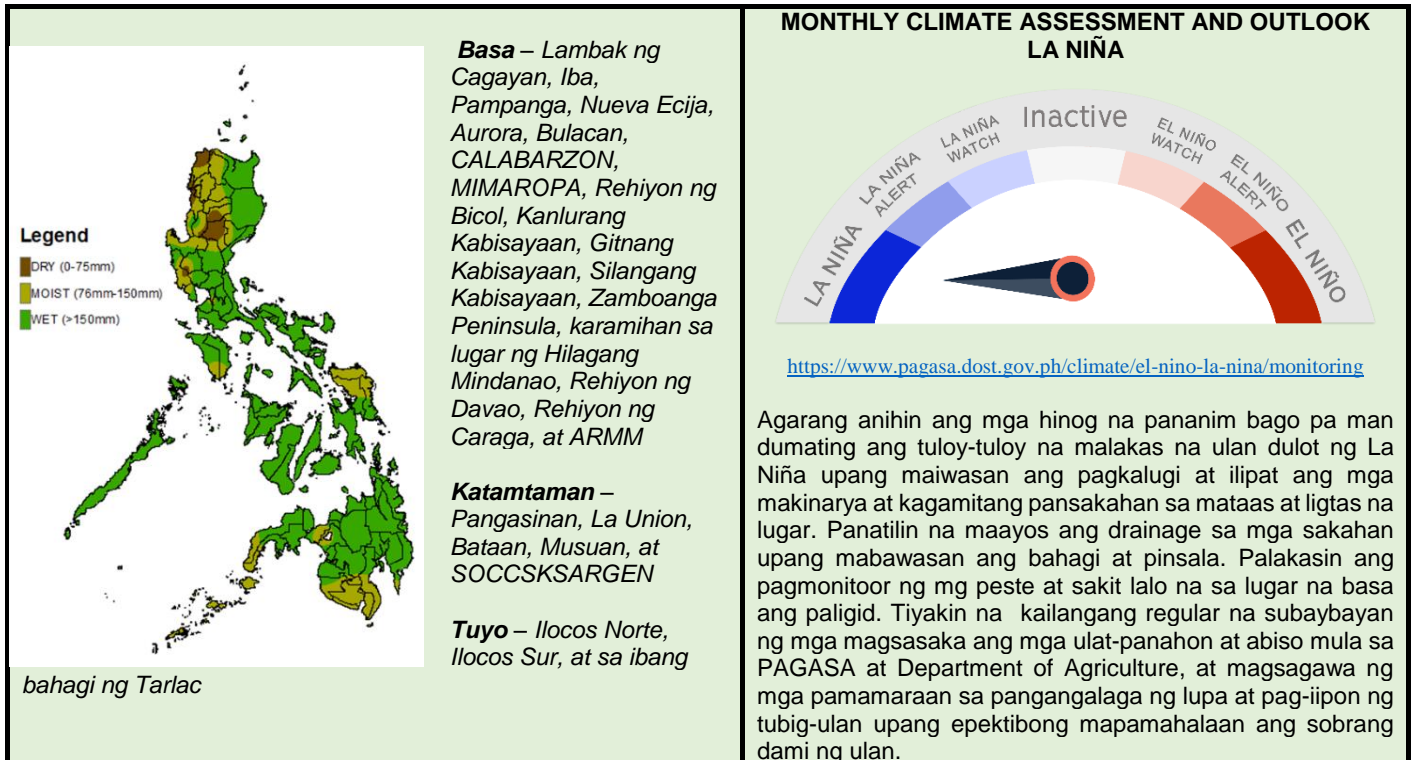 Legend
DRY (0-75mm)
MOIST (76mm-150mm)
WET (>150mm)
Basa – Lambak ng
Cagayan, Iba,
Pampanga, Nueva Ecija,
Aurora, Bulacan,
CALABARZON,
MIMAROPA, Rehiyon ng
Bicol, Kanlurang
Kabisayaan, Gitnang
Kabisayaan, Silangang
Kabisayaan, Zamboanga
Peninsula, karamihan sa
lugar ng Hilagang
Mindanao, Rehiyon ng
Davao, Rehiyon ng
Caraga, at ARMM
Katamtaman –
Pangasinan, La Union,
Bataan, Musuan, at
SOCCSKSARGEN
Tuyo – Ilocos Norte,
Ilocos Sur, at sa ibang
bahagi ng Tarlac
MONTHLY CLIMATE ASSESSMENT AND OUTLOOK
LA NIÑA
LA NIÑA
LA NIÑA
ALERT
LA NIÑA
WATCH
Inactive
EL NIÑO
WATCH
EL NIÑO
ALERT
EL NIÑO
https://www.pagasa.dost.gov.ph/climate/el-nino-la-nina/monitoring
Agarang anihin ang mga hinog na pananim bago pa man
dumating ang tuloy-tuloy na malakas na ulan dulot ng La
Niña upang maiwasan ang pagkalugi at ilipat ang mga
makinarya at kagamitang pansakahan sa mataas at ligtas na
lugar. Panatilin na maayos ang drainage sa mga sakahan
upang mabawasan ang bahagi at pinsala. Palakasin ang
pagmonitoor ng mg peste at sakit lalo na sa lugar na basa
ang paligid. Tiyakin na kailangang regular na subaybayan
ng mga magsasaka ang mga ulat-panahon at abiso mula sa
PAGASA at Department of Agriculture, at magsagawa ng
mga pamamaraan sa pangangalaga ng lupa at pag-iipon ng
tubig-ulan upang epektibong mapamahalaan ang sobrang
dami ng ulan.